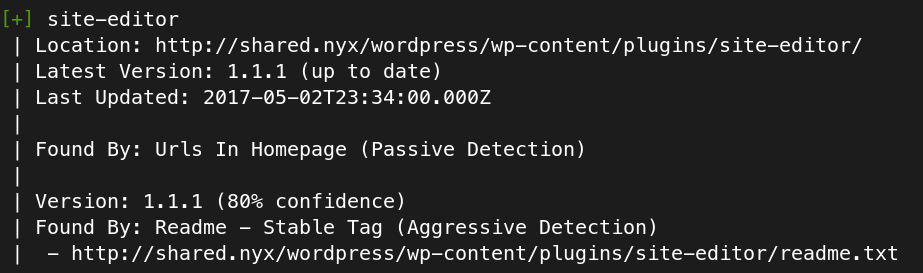 [+] site-editor
| Location: http://shared.nyx/wordpress/wp-content/plugins/site-editor/
| Latest Version: 1.1.1 (up to date)
| Last Updated: 2017-05-02T23:34:00.000Z
|
| Found By: Urls In Homepage (Passive Detection)
|
| Version: 1.1.1 (80% confidence)
| Found By: Readme - Stable Tag (Aggressive Detection)
|  - http://shared.nyx/wordpress/wp-content/plugins/site-editor/readme.txt